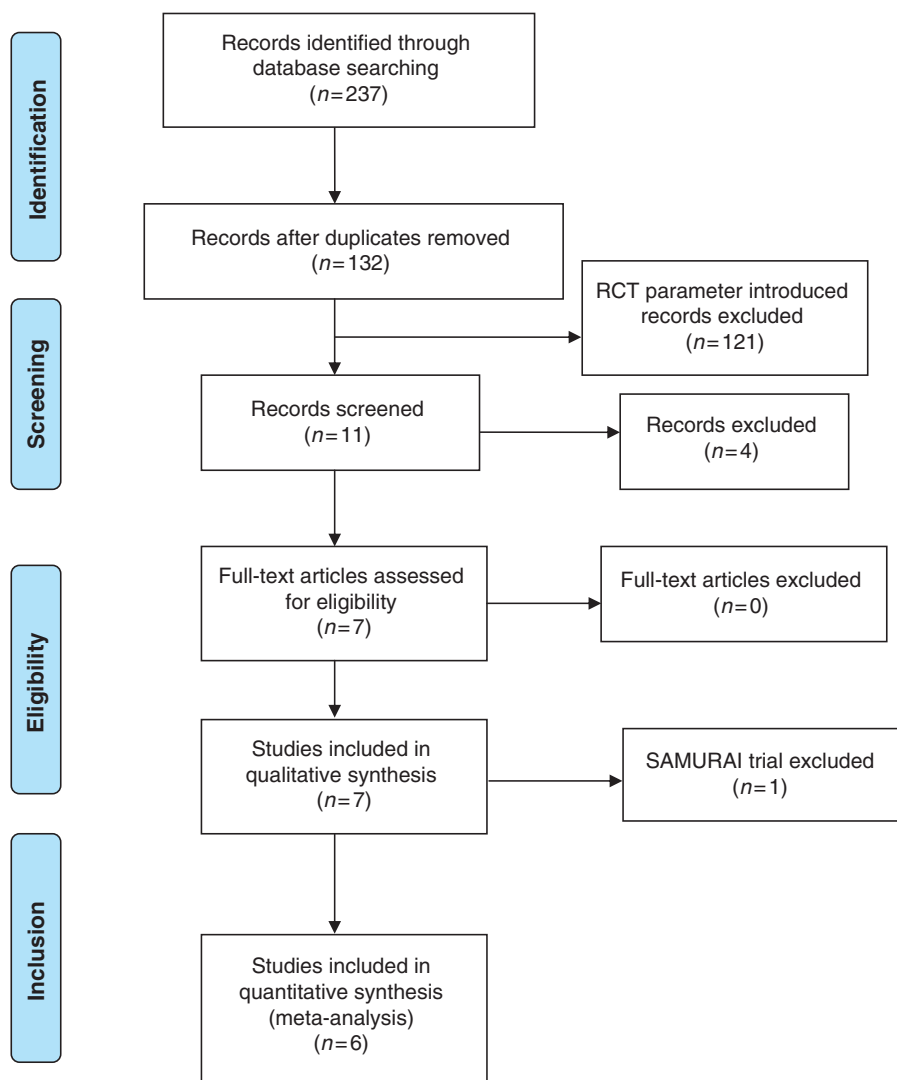 Identification
Records identified through
database searching
(n=237)
Records after duplicates removed
(n=132)
RCT parameter introduced
records excluded
(n=121)
Screening
Records screened
(n=11)
Records excluded
(n=4)
Eligibility
Full-text articles assessed
for eligibility
(n=7)
Full-text articles excluded
(n=0)
Studies included in
qualitative synthesis
(n=7)
SAMURAI trial excluded
(n=1)
Inclusion
Studies included in
quantitative synthesis
(meta-analysis)
(n=6)